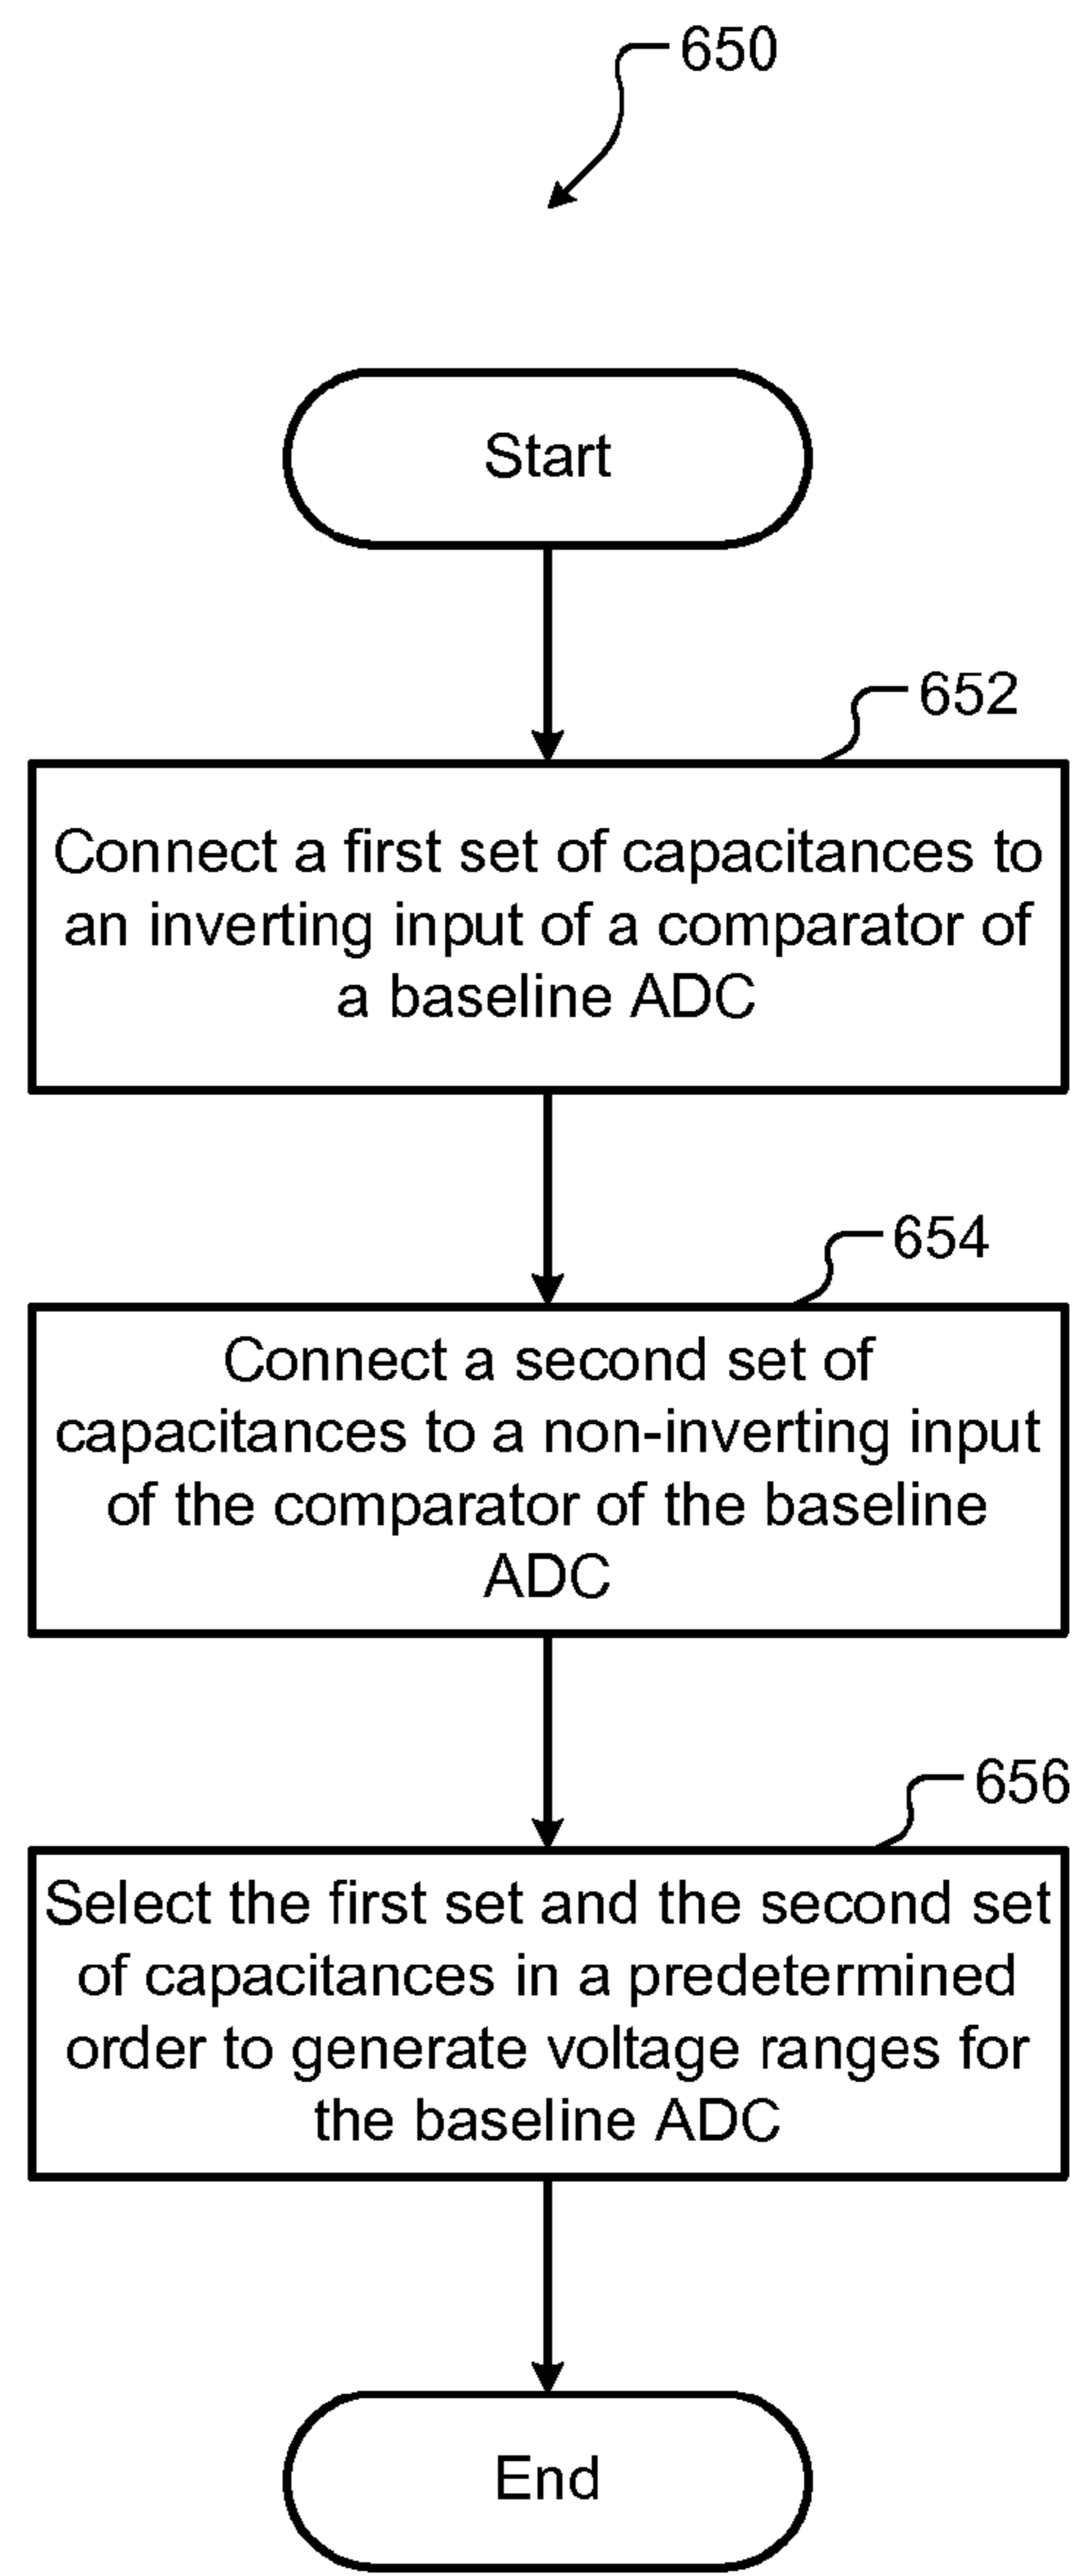 650
Start
652
Connect a first set of capacitances to
an inverting input of a comparator of
a baseline ADC
654
Connect a second set of
capacitances to a non-inverting input
of the comparator of the baseline
ADC
656
Select the first set and the second set
of capacitances in a predetermined
order to generate voltage ranges for
the baseline ADC
End